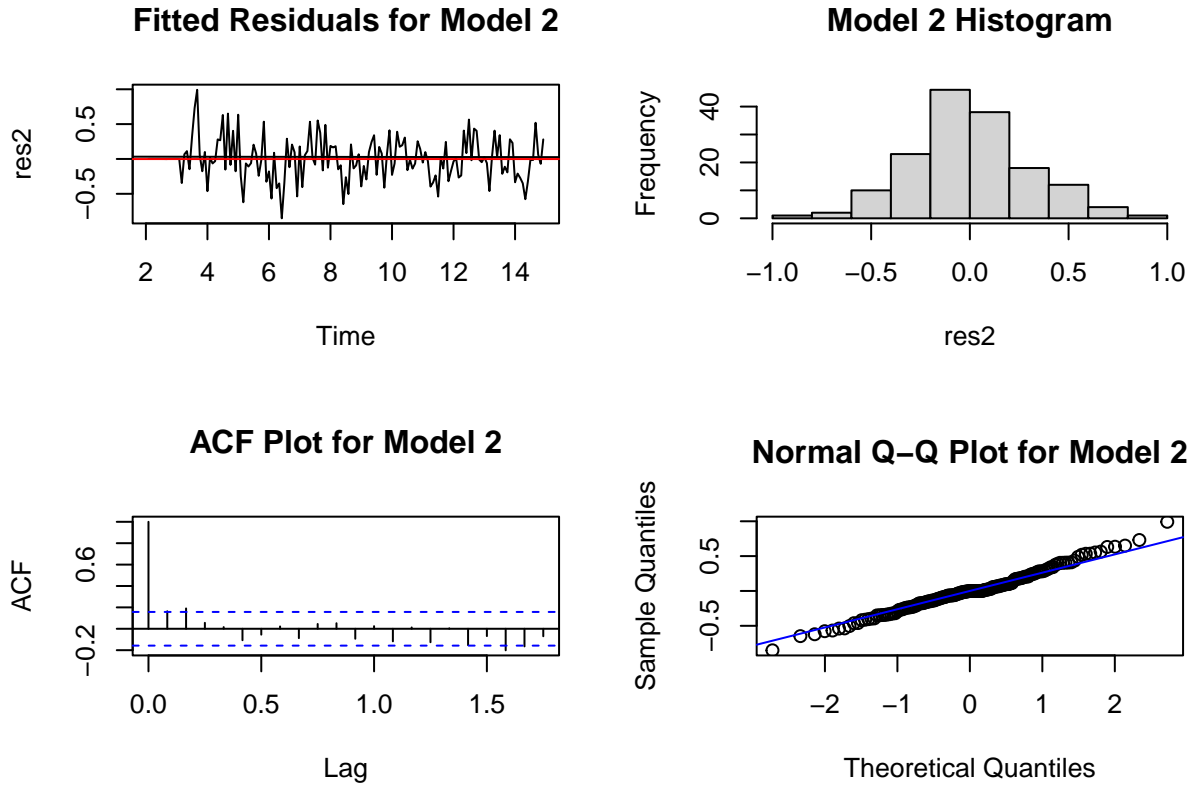 Fitted Residuals for Model 2
res2
0.5
−0.5
2 4 6 8 10 12 14
Time
Model 2 Histogram
Frequency
40
20
0
−1.0 −0.5 0.0 0.5 1.0
res2
ACF Plot for Model 2
ACF
0.6
−0.2
0.0 0.5 1.0 1.5
Lag
Normal Q−Q Plot for Model 2
Sample Quantiles
0.5
−0.5
−2 −1 0 1 2
Theoretical Quantiles